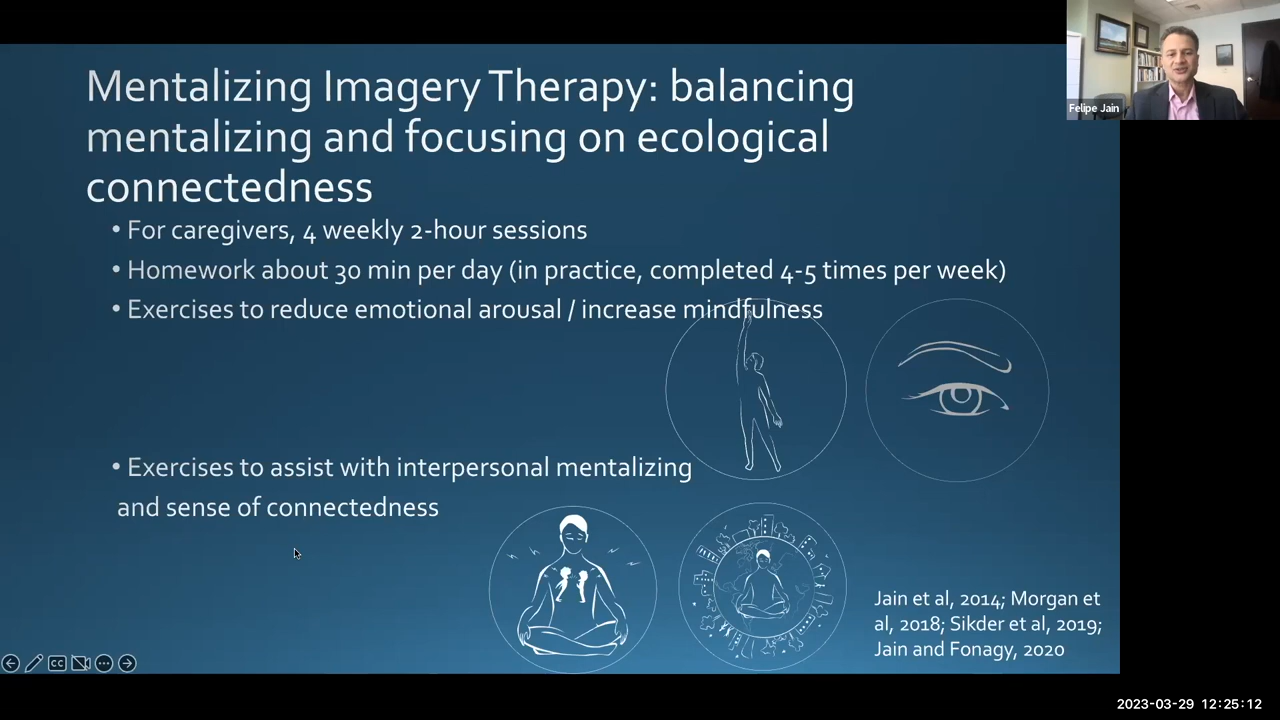 Mentalizing Imagery Therapy: balancing
mentalizing and focusing on ecological
connectedness
• For caregivers, 4 weekly 2-hour sessions
• Homework about 30 min per day (in practice, completed 4-5 times per week)
• Exercises to reduce emotional arousal / increase mindfulness
• Exercises to assist with interpersonal mentalizing
and sense of connectedness
Jain et al, 2014; Morgan et
al, 2018; Sikder et al, 2019;
Jain and Fonagy, 2020
Felipe Jain
CC
2023-03-29 12:25:12